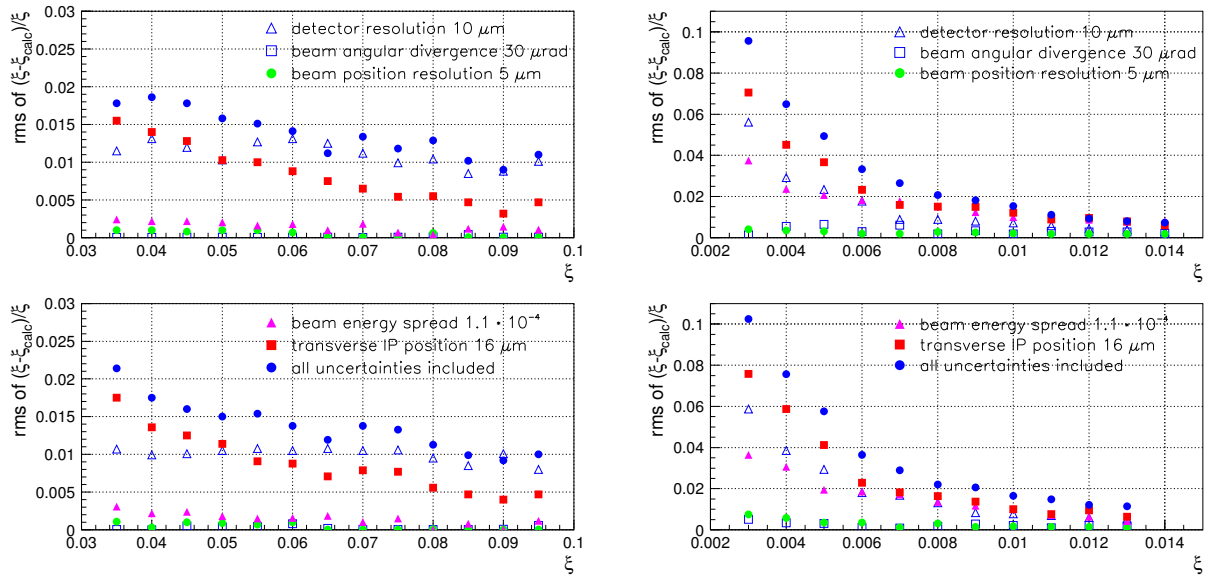 rms of (ξ-ξcalc)/ξ
0.03
0.025
0.02
0.015
0.01
0.005
0
detector resolution 10 μm
beam angular divergence 30 μrad
beam position resolution 5 μm
0.03 0.04 0.05 0.06 0.07 0.08 0.09 0.1
ξ
rms of (ξ-ξcalc)/ξ
0.1
0.08
0.06
0.04
0.02
0
detector resolution 10 μm
beam angular divergence 30 μrad
beam position resolution 5 μm
0.002 0.004 0.006 0.008 0.01 0.012 0.014
ξ
rms of (ξ-ξcalc)/ξ
0.03
0.025
0.02
0.015
0.01
0.005
0
beam energy spread 1.1 • 10⁻⁴
transverse IP position 16 μm
all uncertainties included
0.03 0.04 0.05 0.06 0.07 0.08 0.09 0.1
ξ
rms of (ξ-ξcalc)/ξ
0.1
0.08
0.06
0.04
0.02
0
beam energy spread 1.1 • 10⁻⁴
transverse IP position 16 μm
all uncertainties included
0.002 0.004 0.006 0.008 0.01 0.012 0.014
ξ